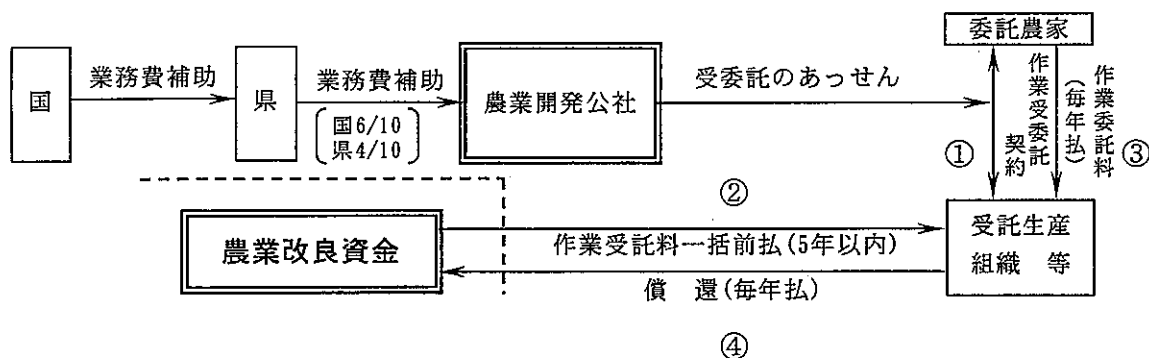 国
業務費補助
県
業務費補助
国6/10
県4/10
農業開発公社
受委託のあっせん
委託農家
①
作業受委託
契約
作業委託料
(毎年払)
③
農業改良資金
②
作業受託料一括前払(5年以内)
償 還(毎年払)
④
受託生産
組織 等